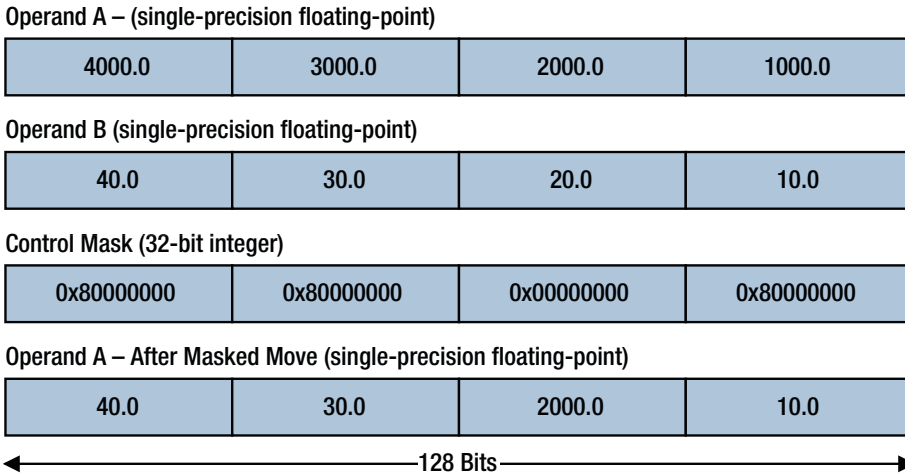 Operand A – (single-precision floating-point)
4000.0 3000.0 2000.0 1000.0
Operand B (single-precision floating-point)
40.0 30.0 20.0 10.0
Control Mask (32-bit integer)
0x80000000 0x80000000 0x00000000 0x80000000
Operand A – After Masked Move (single-precision floating-point)
40.0 30.0 2000.0 10.0
128 Bits